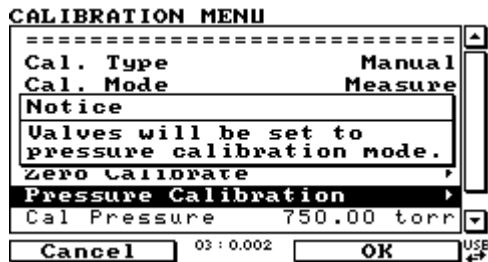 CALIBRATION MENU
============================
Cal. Type Manual
Cal. Mode Measure
Notice
Valves will be set to
pressure calibration mode.
Zero Calibrate
Pressure Calibration
Cal Pressure 750.00 torr
Cancel 03:0.002 OK USB